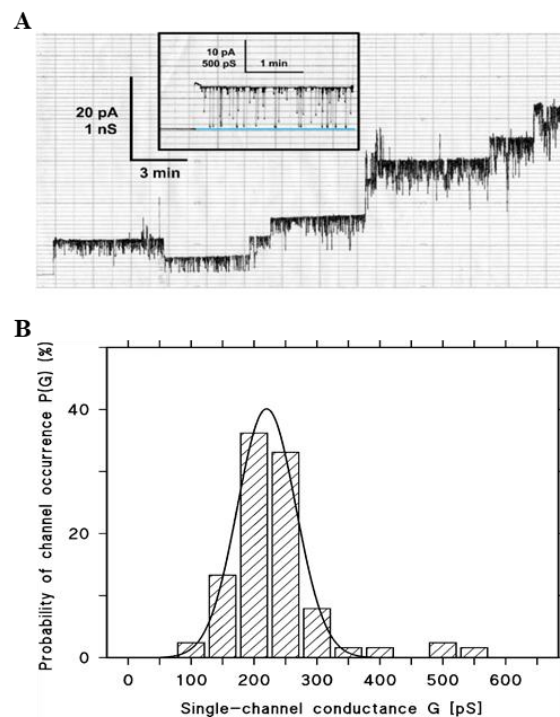 A
10 pA
500 pS
1 min
20 pA
1 nS
3 min
B
Probability of channel occurrence P(G) (%)
40
20
0
0 100 200 300 400 500 600
Single-channel conductance G [pS]